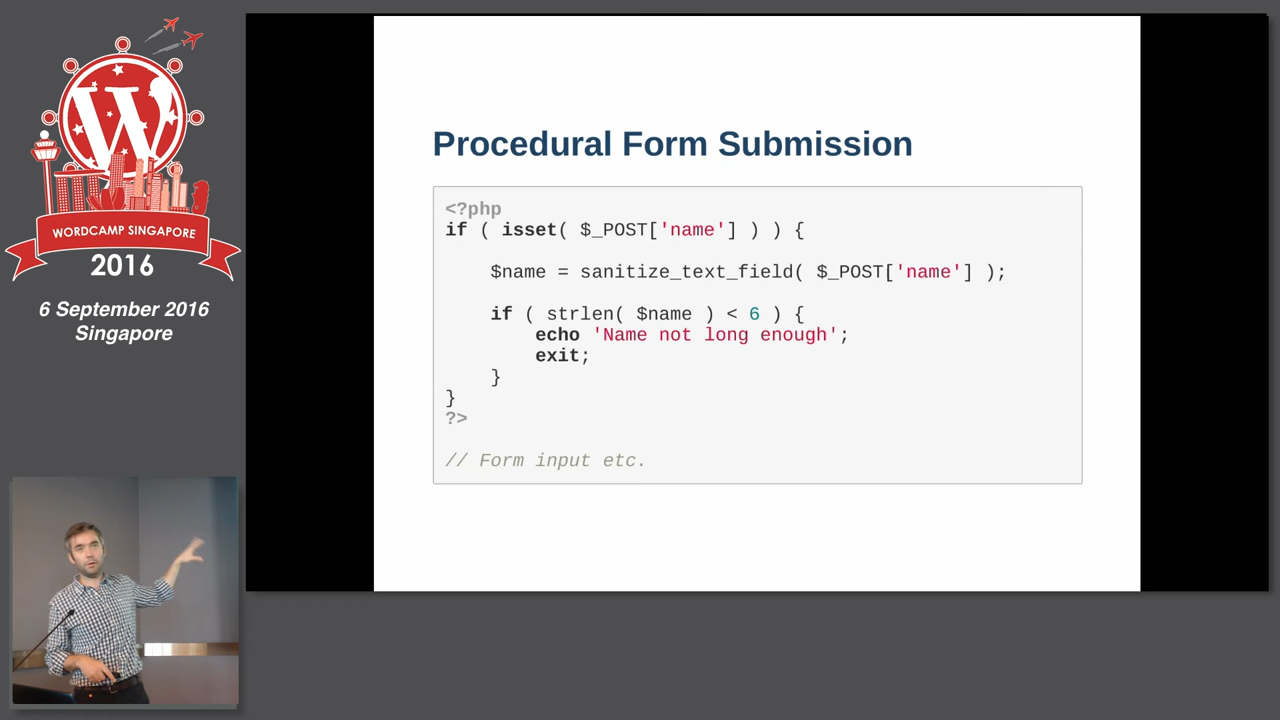 W
WORDCAMP SINGAPORE
2016
6 September 2016
Singapore
Procedural Form Submission
<?php
if ( isset( $_POST['name'] ) ) {
    $name = sanitize_text_field( $_POST['name'] );
    if ( strlen( $name ) < 6 ) {
        echo 'Name not long enough';
        exit;
    }
}
?>
// Form input etc.